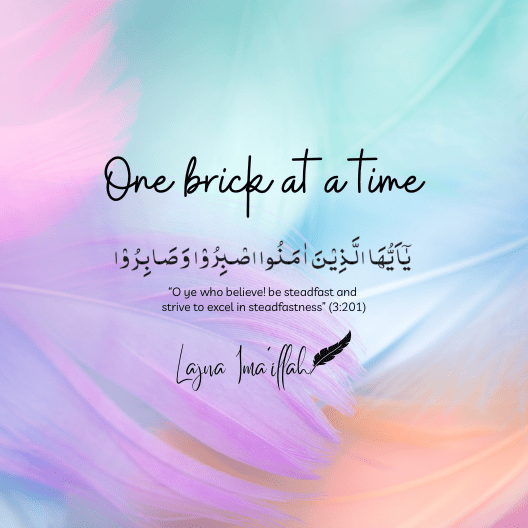 One brick at a time
يٰٓاَيُّهَا الَّذِيْنَ اٰمَنُوا اصْبِرُوْا وَصَابِرُوْا
“O ye who believe! be steadfast and
strive to excel in steadfastness” (3:201)
Lajna Ima'illah